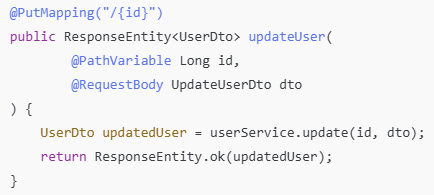 @PutMapping("/{id}")
public ResponseEntity<UserDto> updateUser(
        @PathVariable Long id,
        @RequestBody UpdateUserDto dto
) {
    UserDto updatedUser = userService.update(id, dto);
    return ResponseEntity.ok(updatedUser);
}